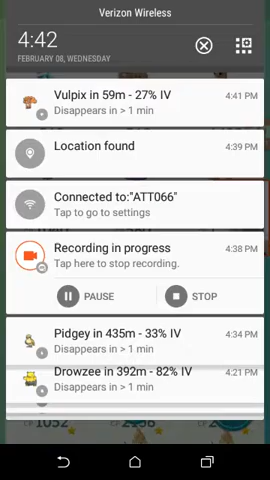 Verizon Wireless
4:42
FEBRUARY 08, WEDNESDAY
Vulpix in 59m - 27% IV
4:41 PM
Disappears in > 1 min
Location found
4:39 PM
Connected to:"ATT066"
Tap to go to settings
Recording in progress
4:38 PM
Tap here to stop recording.
PAUSE
STOP
Pidgey in 435m - 33% IV
4:34 PM
Disappears in > 1 min
Drowzee in 392m - 82% IV
4:21 PM
Disappears in > 1 min
CP 1052